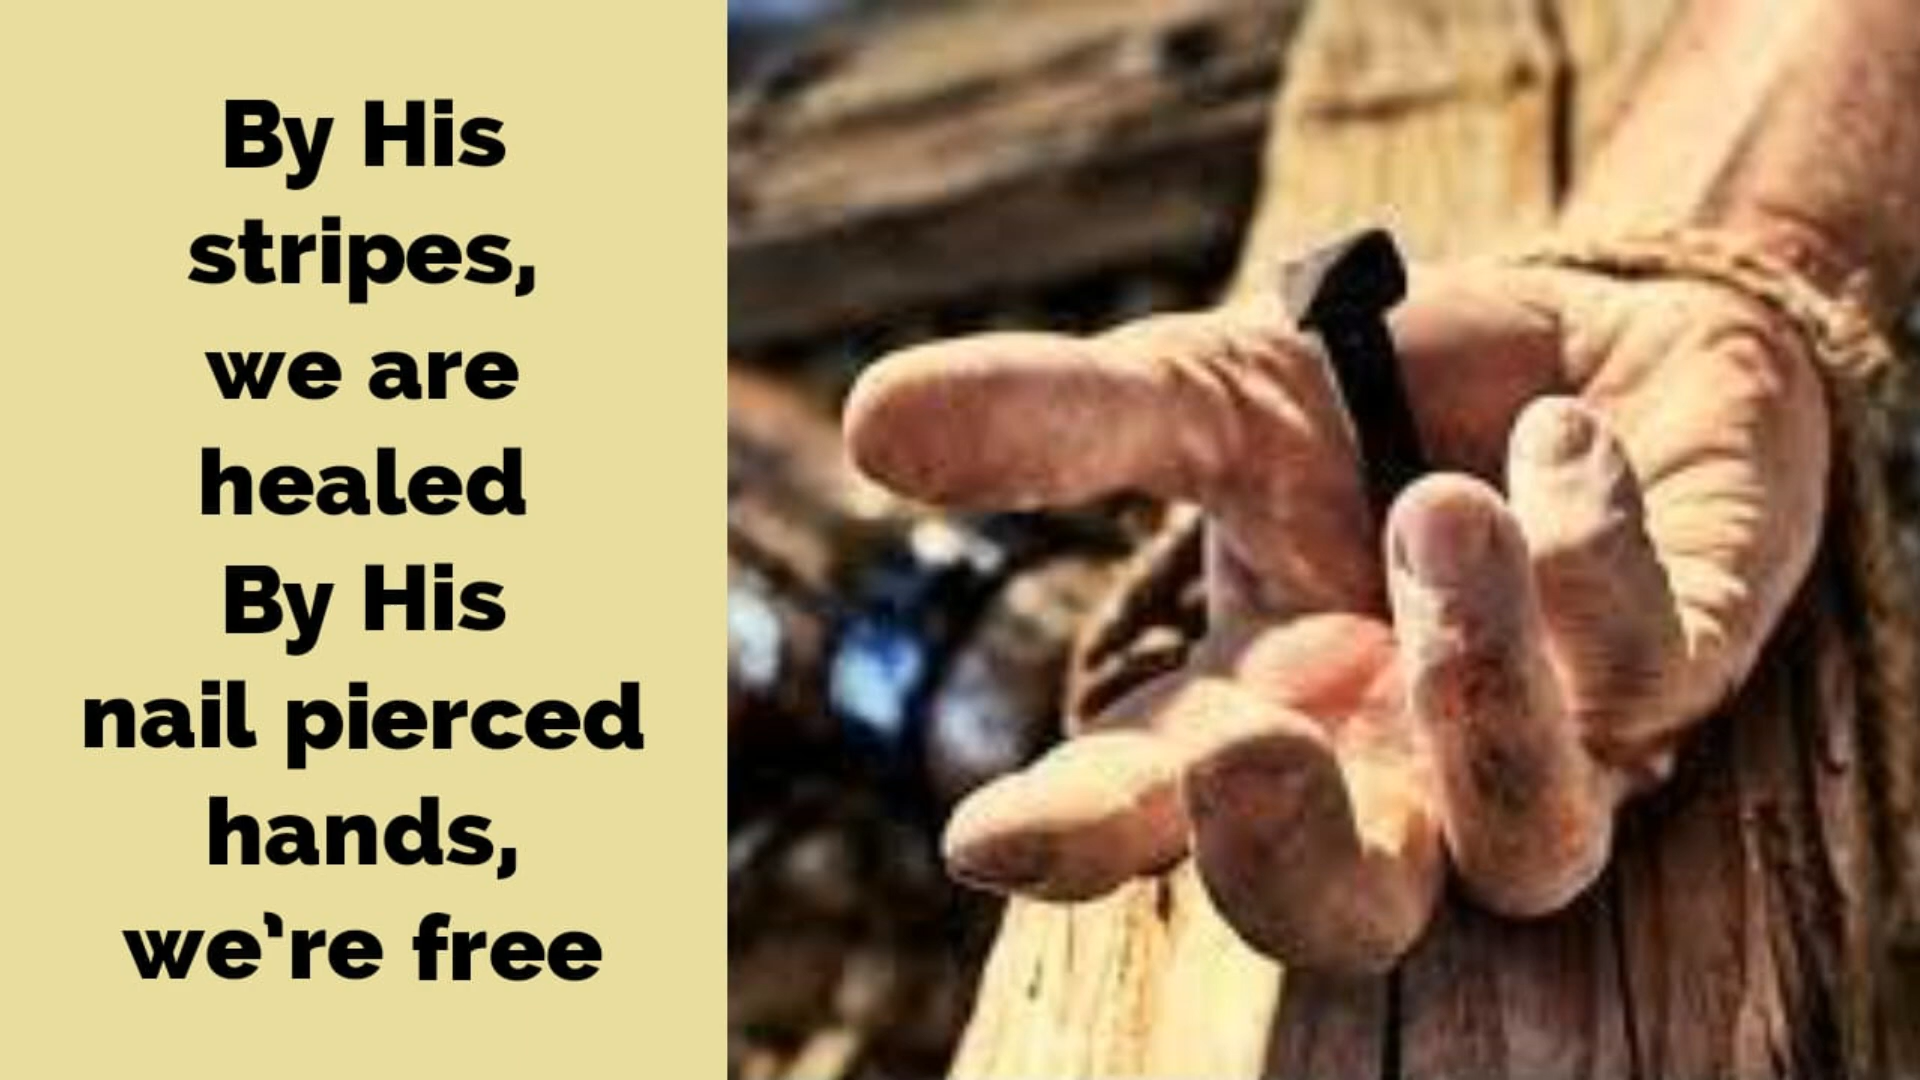 By His
stripes,
we are
healed
By His
nail pierced
hands,
we're free